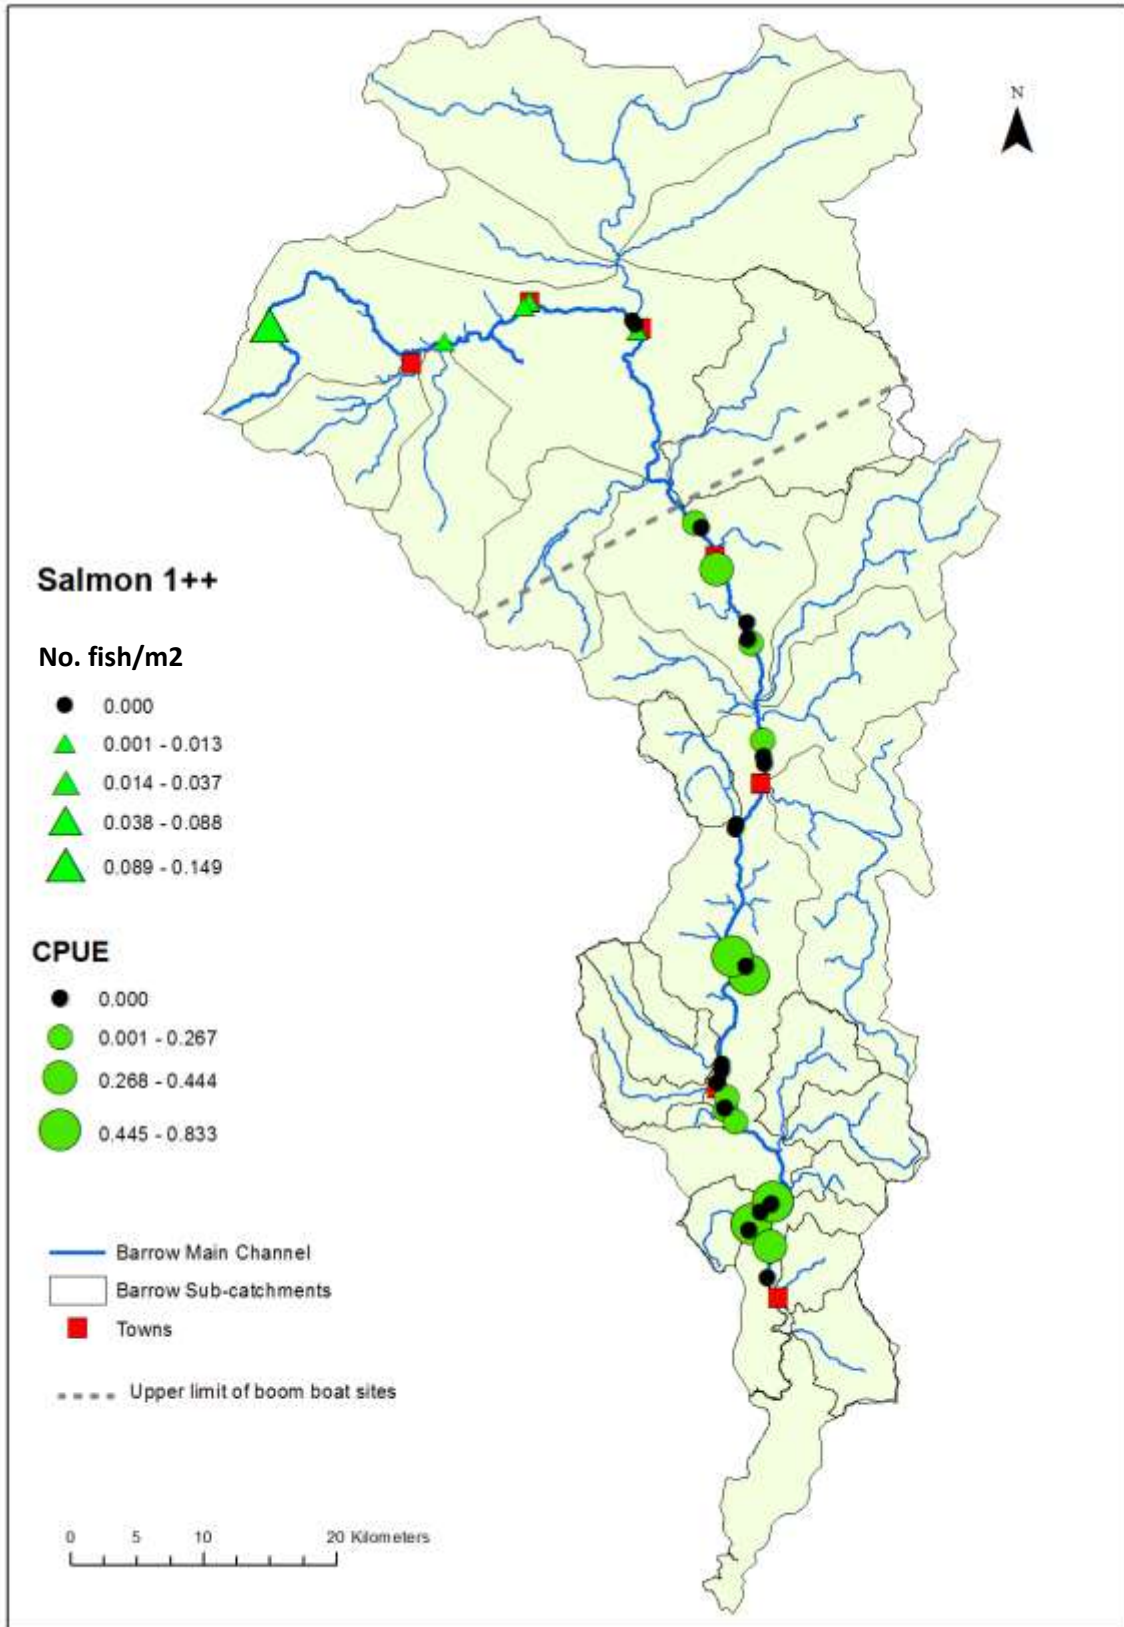 N
Salmon 1++
No. fish/m2
0.000
0.001 - 0.013
0.014 - 0.037
0.038 - 0.088
0.089 - 0.149
CPUE
0.000
0.001 - 0.267
0.268 - 0.444
0.445 - 0.833
Barrow Main Channel
Barrow Sub-catchments
Towns
Upper limit of boom boat sites
0 5 10 20 Kilometers